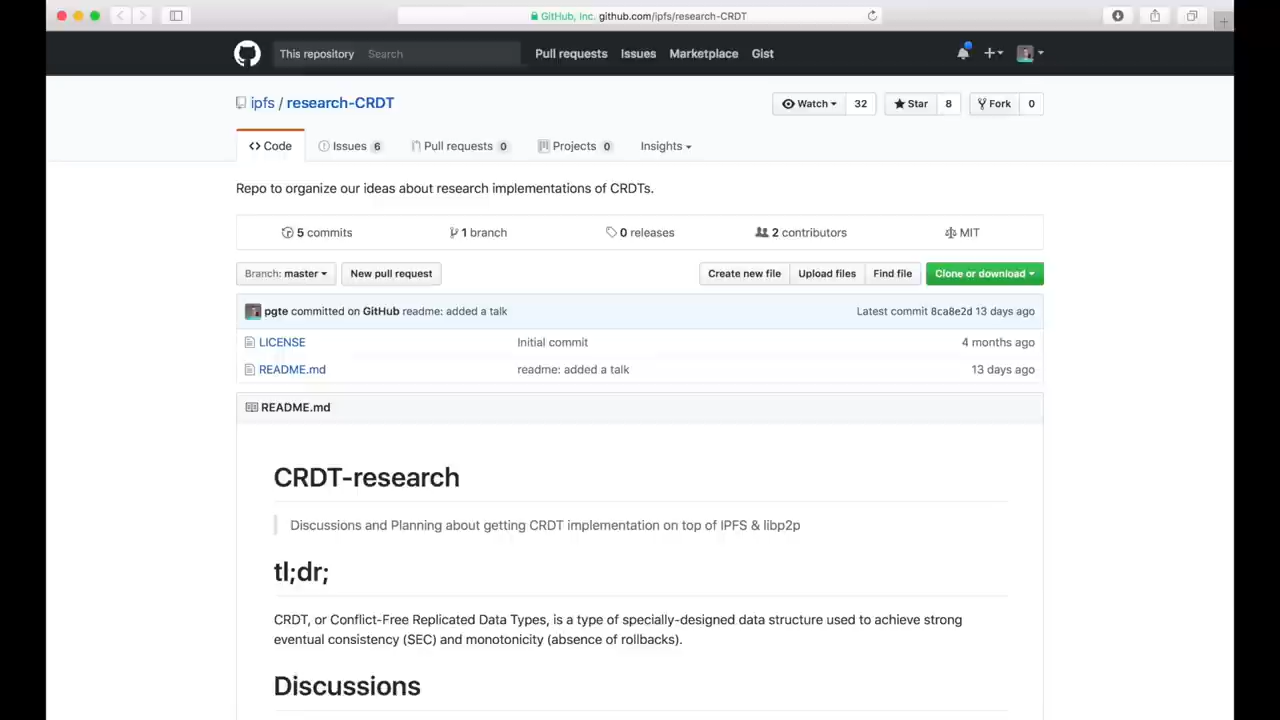 GitHub, Inc. github.com/ipfs/research-CRDT
This repository Search Pull requests Issues Marketplace Gist
ipfs / research-CRDT
Watch 32 Star 8 Fork 0
Code Issues 6 Pull requests 0 Projects 0 Insights
Repo to organize our ideas about research implementations of CRDTs.
5 commits 1 branch 0 releases 2 contributors MIT
Branch: master New pull request Create new file Upload files Find file Clone or download
pgte committed on GitHub readme: added a talk Latest commit 8ca8e2d 13 days ago
LICENSE Initial commit 4 months ago
README.md readme: added a talk 13 days ago
README.md
CRDT-research
Discussions and Planning about getting CRDT implementation on top of IPFS & libp2p
tl;dr;
CRDT, or Conflict-Free Replicated Data Types, is a type of specially-designed data structure used to achieve strong
eventual consistency (SEC) and monotonicity (absence of rollbacks).
Discussions